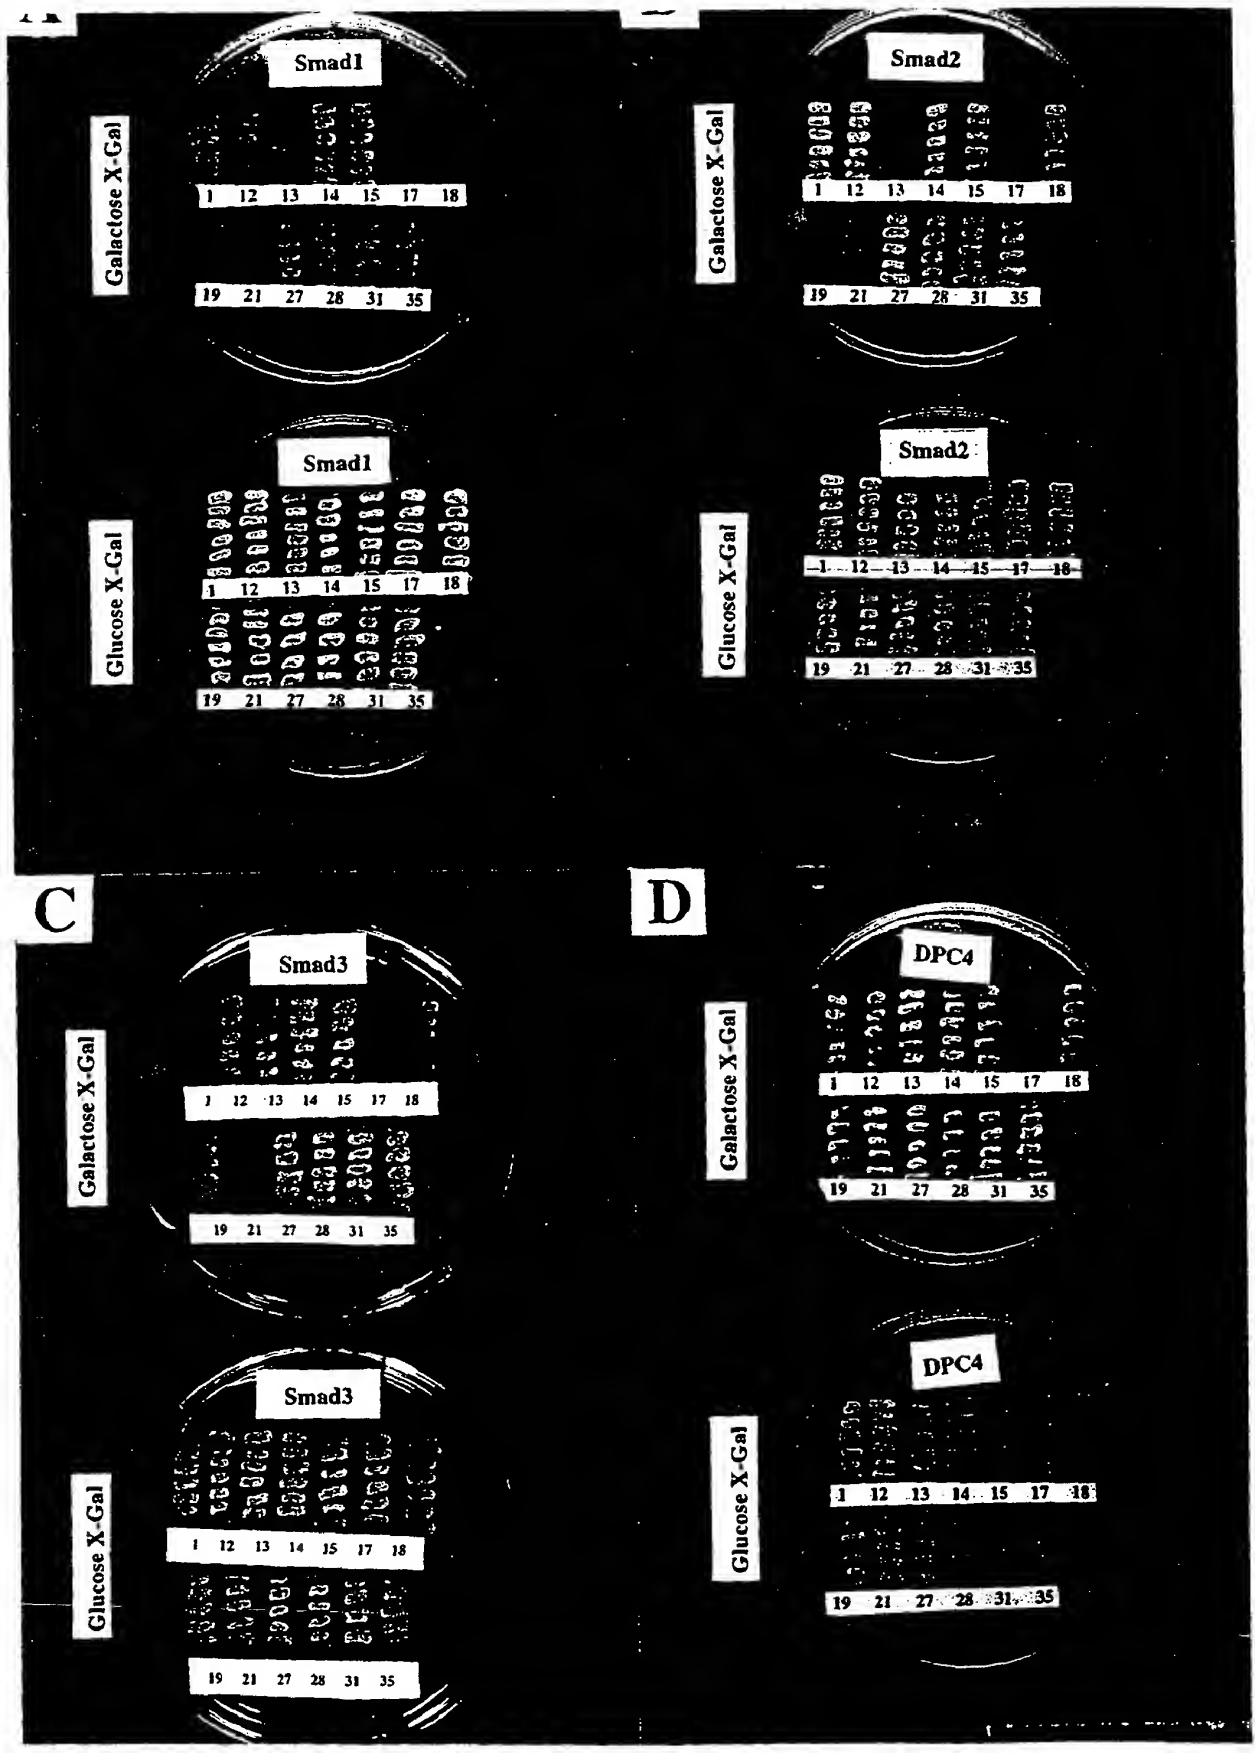 Smad1
Galactose X-Gal
1 12 13 14 15 17 18
19 21 27 28 31 35
Smad1
Glucose X-Gal
1 12 13 14 15 17 18
19 21 27 28 31 35
Smad2
Galactose X-Gal
1 12 13 14 15 17 18
19 21 27 28 31 35
Smad2
Glucose X-Gal
1 12 13 14 15 17 18
19 21 27 28 31 35
C
Smad3
Galactose X-Gal
1 12 13 14 15 17 18
19 21 27 28 31 35
Smad3
Glucose X-Gal
1 12 13 14 15 17 18
19 21 27 28 31 35
D
DPC4
Galactose X-Gal
1 12 13 14 15 17 18
19 21 27 28 31 35
DPC4
Glucose X-Gal
1 12 13 14 15 17 18
19 21 27 28 31 35